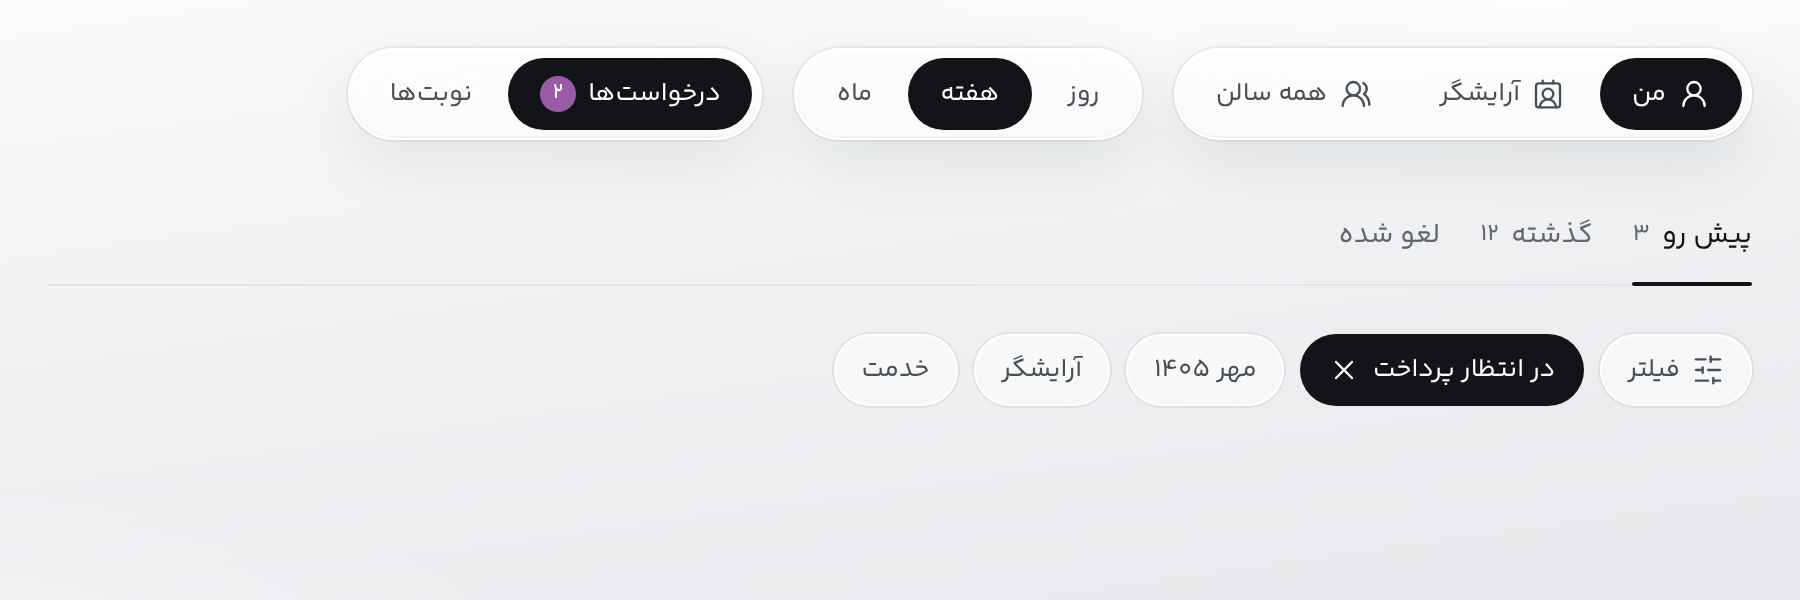 من آرایشگر همه سالن روز هفته ماه درخواست‌ها ۲ نوبت‌ها
پیش رو ۳ گذشته ۱۲ لغو شده
فیلتر در انتظار پرداخت مهر ۱۴۰۵ آرایشگر خدمت